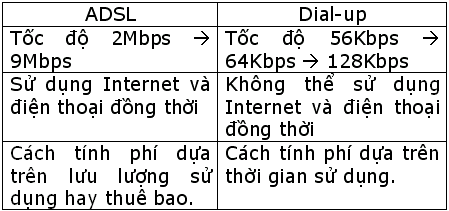 ADSL
Dial-up
Tốc độ 2Mbps →
9Mbps
Tốc độ 56Kbps →
64Kbps → 128Kbps
Sử dụng Internet và
điện thoại đồng thời
Không thể sử dụng
Internet và điện thoại
đồng thời
Cách tính phí dựa
trên lưu lượng sử
dụng hay thuê bao.
Cách tính phí dựa trên
thời gian sử dụng.